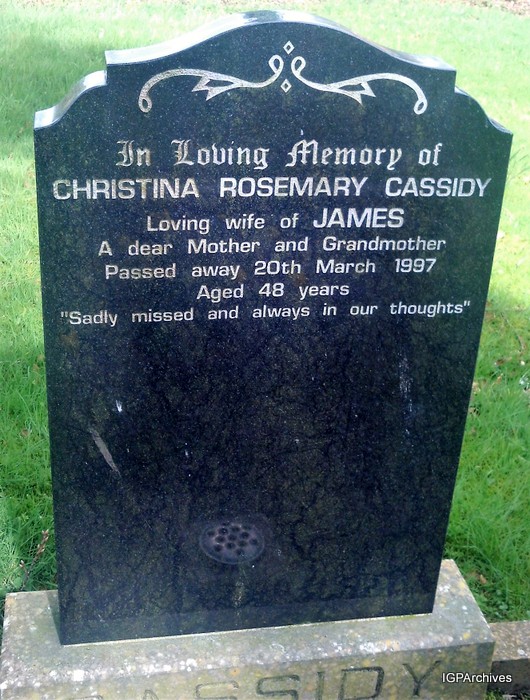 In Loving Memory of
CHRISTINA ROSEMARY CASSIDY
Loving wife of JAMES
A dear Mother and Grandmother
Passed away 20th March 1997
Aged 48 years
"Sadly missed and always in our thoughts"
CASSIDY
IGPArchives